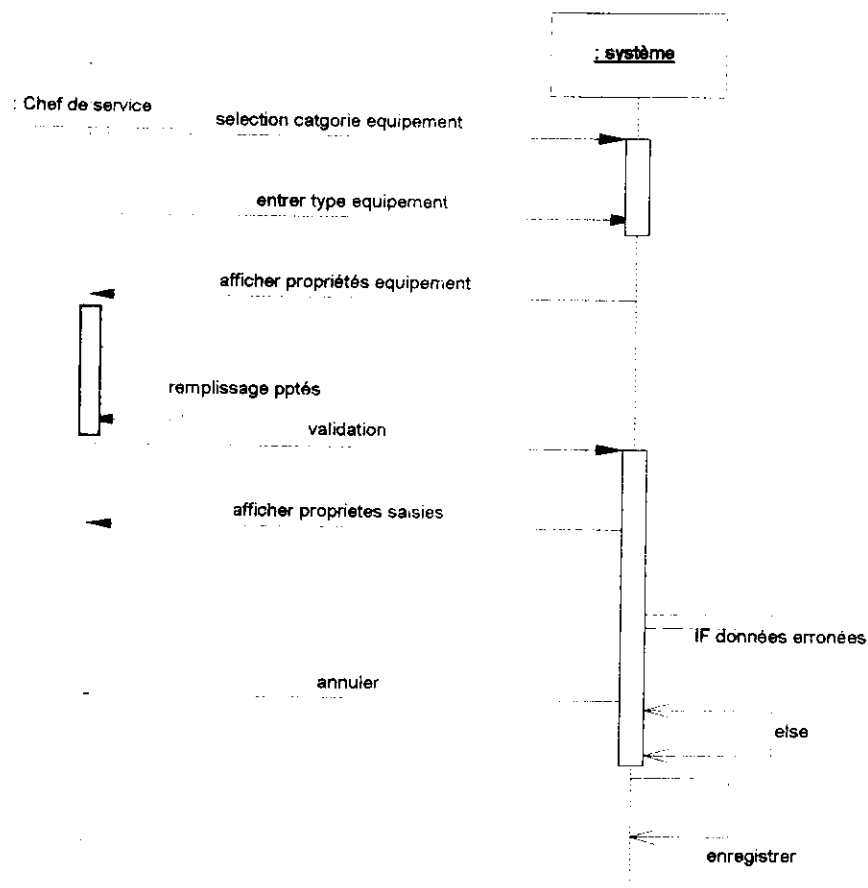 : système
: Chef de service
selection catgorie equipement
entrer type equipement
afficher propriétés equipement
remplissage pptés
validation
afficher proprietes saisies
IF données erronées
annuler
else
enregistrer